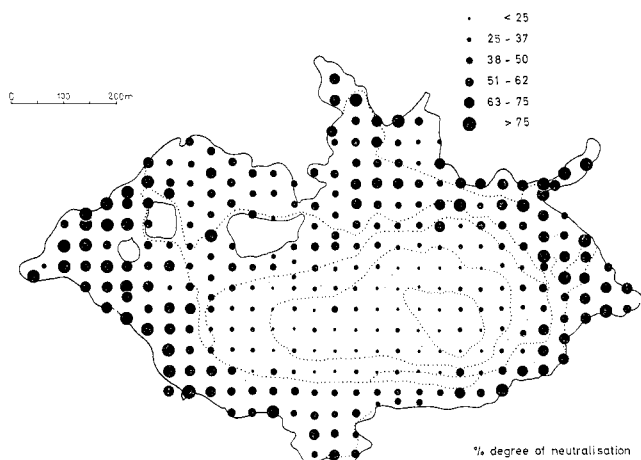 < 25
25 - 37
38 - 50
51 - 62
63 - 75
> 75
0 100 200m
% degree of neutralisation